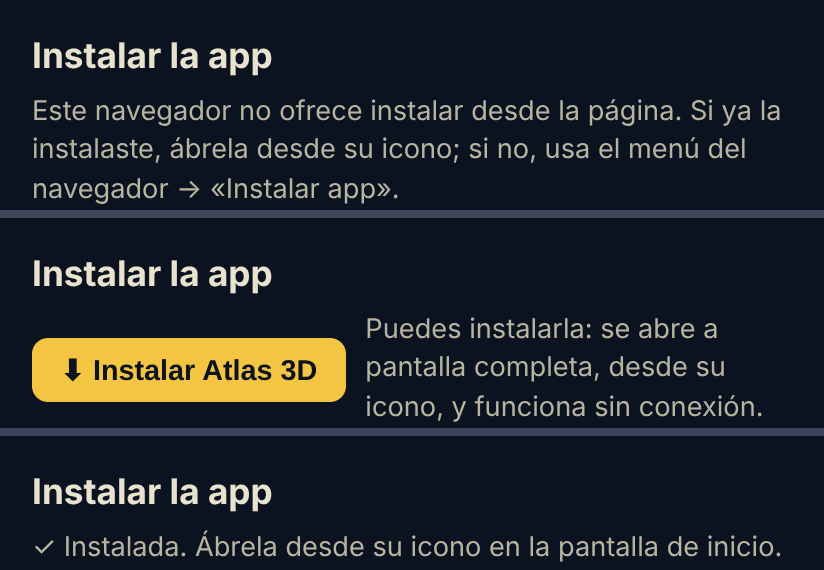 Instalar la app
Este navegador no ofrece instalar desde la página. Si ya la
instalaste, ábrela desde su icono; si no, usa el menú del
navegador → «Instalar app».
Instalar la app
⬇ Instalar Atlas 3D
Puedes instalarla: se abre a
pantalla completa, desde su
icono, y funciona sin conexión.
Instalar la app
✓ Instalada. Ábrela desde su icono en la pantalla de inicio.